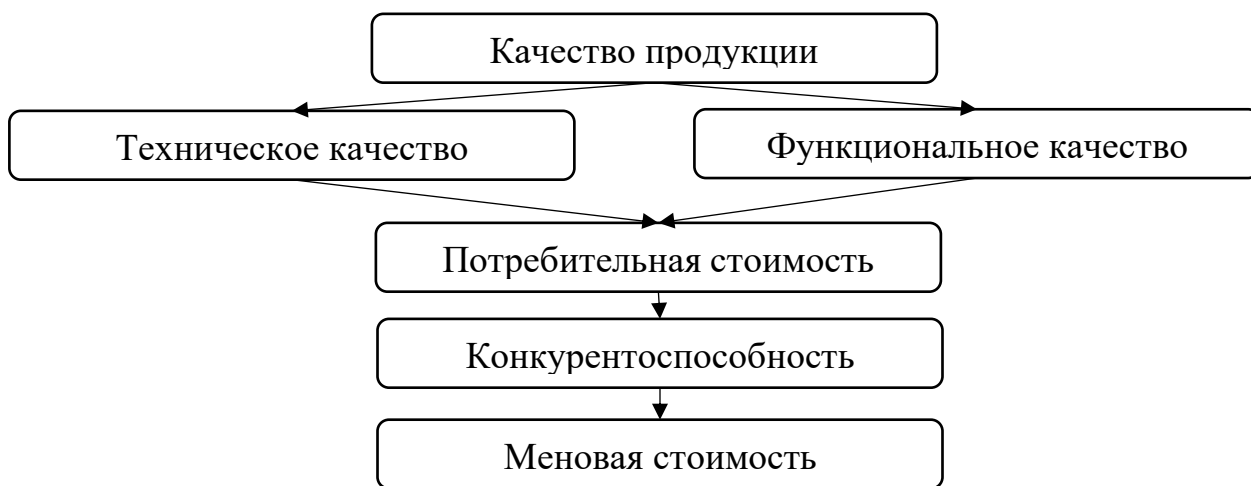 Качество продукции
Техническое качество
Функциональное качество
Потребительная стоимость
Конкурентоспособность
Меновая стоимость